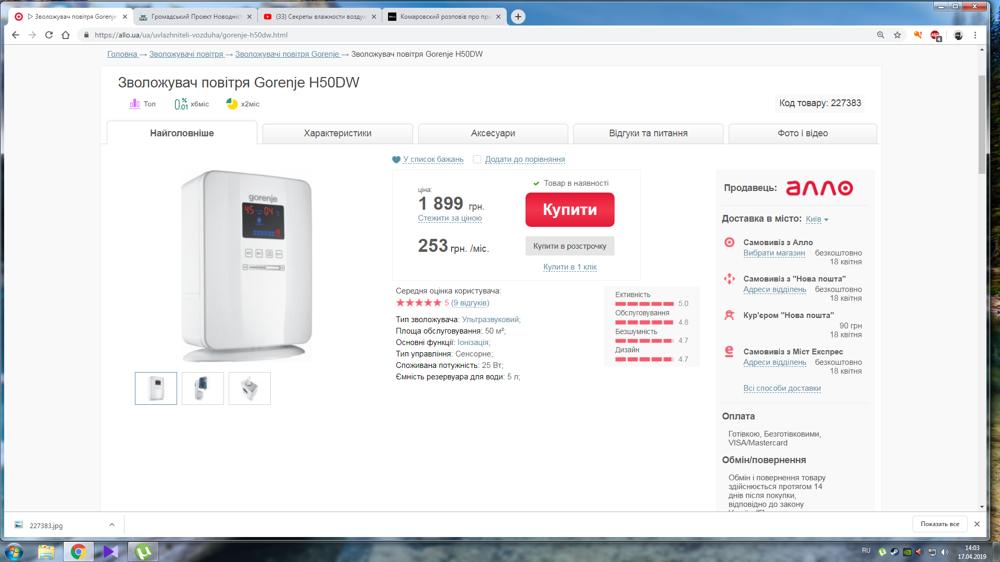 ▷ Зволожувач повітря Gorenje
Громадський Проект Новодніст
(33) Секреты влажности воздуха
Комаровский розповів про при
https://allo.ua/ua/uvlazhniteli-vozduha/gorenje-h50dw.html
ABP
4
Головна → Зволожувачі повітря → Зволожувачі повітря Gorenje → Зволожувач повітря Gorenje H50DW
Зволожувач повітря Gorenje H50DW
Топ
0.01 % x6міс
x2міс
Код товару: 227383
Найголовніше
Характеристики
Аксесуари
Відгуки та питання
Фото і відео
У список бажань
Додати до порівняння
gorenje
45 04
ціна:
1 899 грн.
Стежити за ціною
253 грн. /міс.
Товар в наявності
Купити
Купити в розстрочку
Купити в 1 клік
Середня оцінка користувача:
5 (9 відгуків)
Тип зволожувача: Ультразвуковий;
Площа обслуговування: 50 м²;
Основні функції: Іонізація;
Тип управління: Сенсорне;
Споживана потужність: 25 Вт;
Ємність резервуара для води: 5 л;
Ективність
5.0
Обслуговування
4.8
Безшумність
4.7
Дизайн
4.7
Продавець: алло
Доставка в місто: Київ
Самовивіз з Алло
Вибрати магазин безкоштовно
18 квітня
Самовивіз з "Нова пошта"
Адреси відділень безкоштовно
18 квітня
Кур'єром "Нова пошта"
90 грн
18 квітня
Самовивіз з Міст Експрес
Адреси відділень безкоштовно
18 квітня
Всі способи доставки
Оплата
Готівкою, Безготівковими,
VISA/Mastercard
Обмін/повернення
Обмін і повернення товару
здійснюється протягом 14
днів після покупки,
відповідно до закону
227383.jpg
Показать все
RU
14:03
17.04.2019